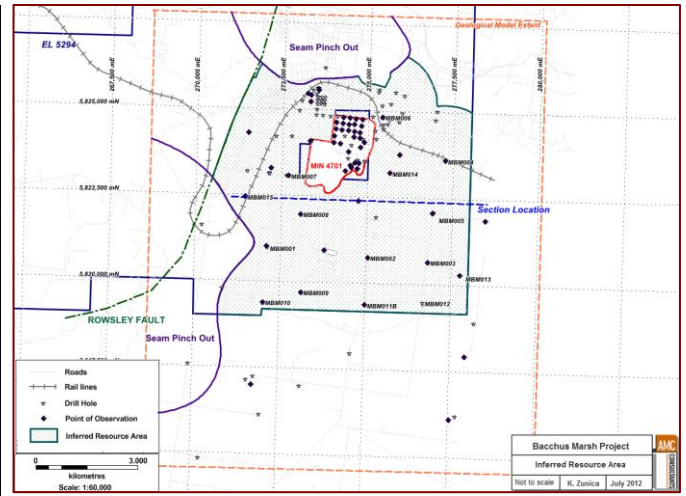 Geological Model Extent
EL 5294
Seam Pinch Out
267,500 mE
270,000 mE
272,500 mE
277,500 mE
280,000 mE
5,825,000 mN
MBM006
MIN 4701
MBM004
MBM014
MBM007
5,822,500 mN
MBM015
Section Location
MBM008
MBM005
MBM001
MBM002
MBM003
5,820,000 mN
MBM013
MBM009
MBM010
MBM011B
MBM012
ROWSLEY FAULT
Seam Pinch Out
Roads
Rail lines
Drill Hole
Point of Observation
Inferred Resource Area
0 3,000
kilometres
Scale: 1:60,000
Bacchus Marsh Project
Inferred Resource Area
Not to scale K. Zunica July 2012
AMC
CONSULTANTS